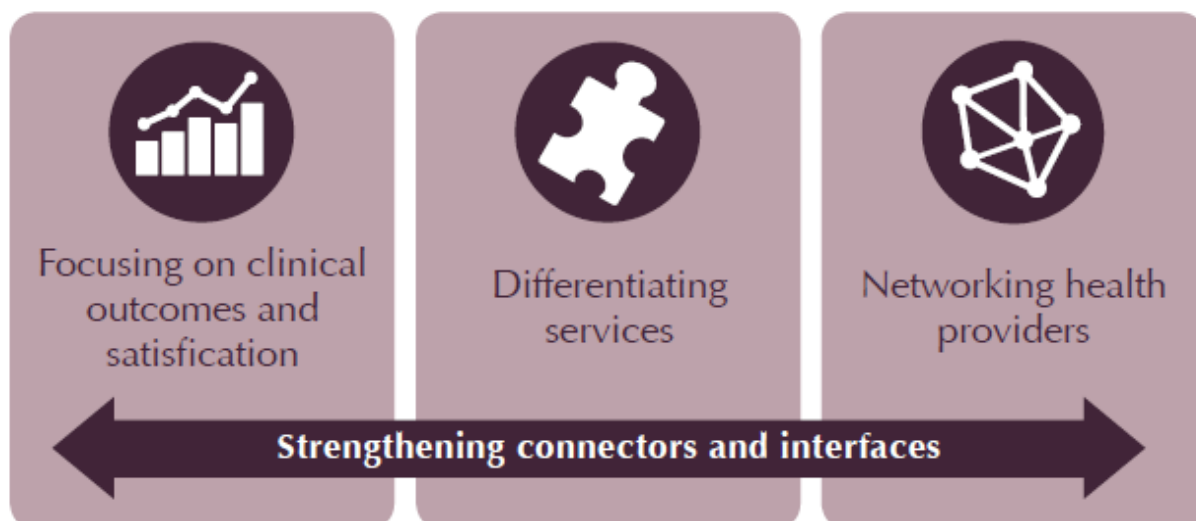 Focusing on clinical
outcomes and
satisfication
Differentiating
services
Networking health
providers
Strengthening connectors and interfaces